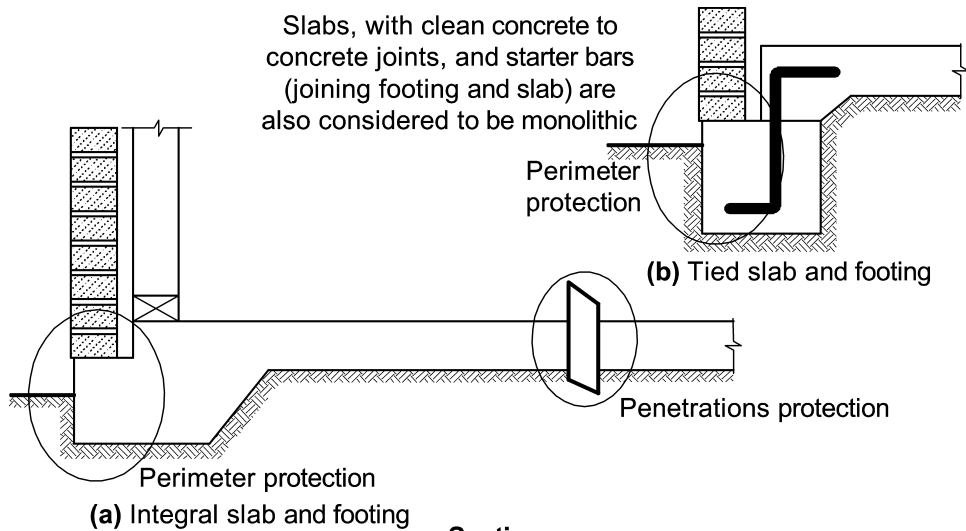 Slabs, with clean concrete to
concrete joints, and starter bars
(joining footing and slab) are
also considered to be monolithic
Perimeter
protection
(b) Tied slab and footing
Penetrations protection
Perimeter protection
(a) Integral slab and footing